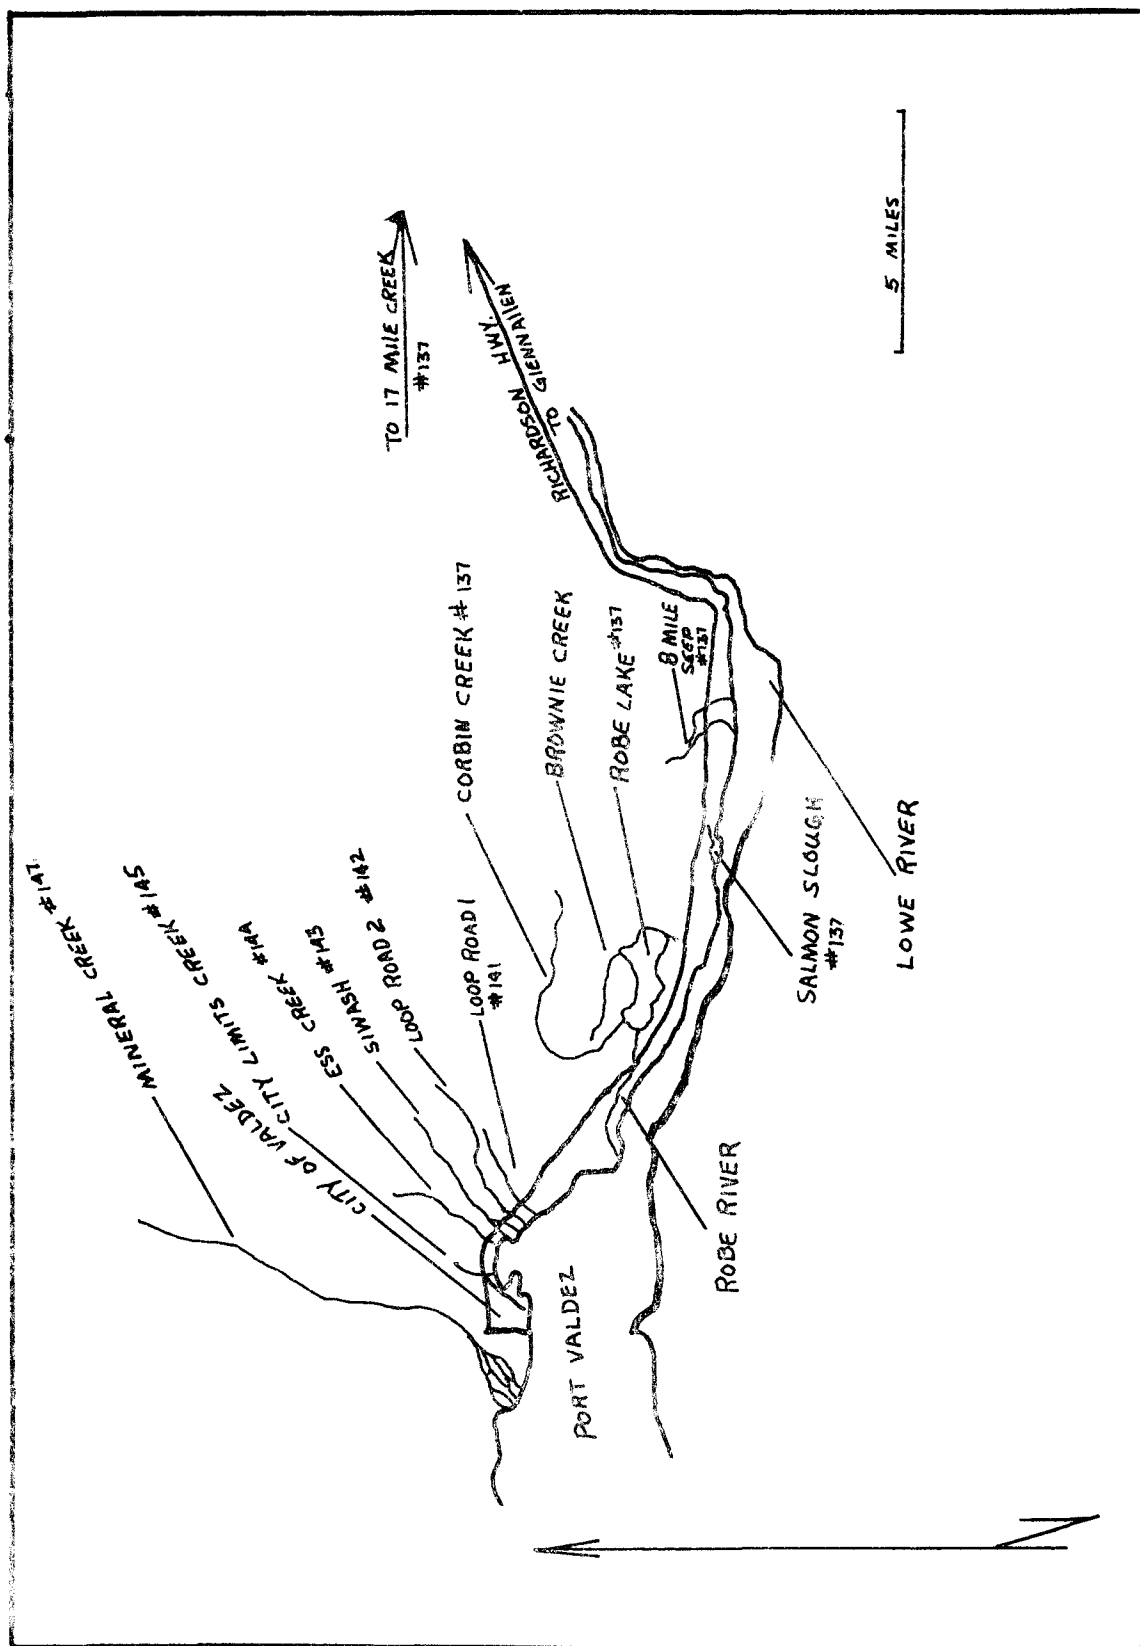 MINERAL CREEK #147
CITY LIMITS CREEK #145
CITY OF VALDEZ
ESS CREEK #144
SIWASH #143
LOOP ROAD 2 #142
LOOP ROAD 1
#141
CORBIN CREEK #137
BROWNIE CREEK
ROBE LAKE #137
8 MILE
SEEP
#137
TO 17 MILE CREEK
#137
RICHARDSON HWY.
TO GlENNAllEN
PORT VALDEZ
ROBE RIVER
SALMON SLOUGH
#137
LOWE RIVER
5 MILES
N